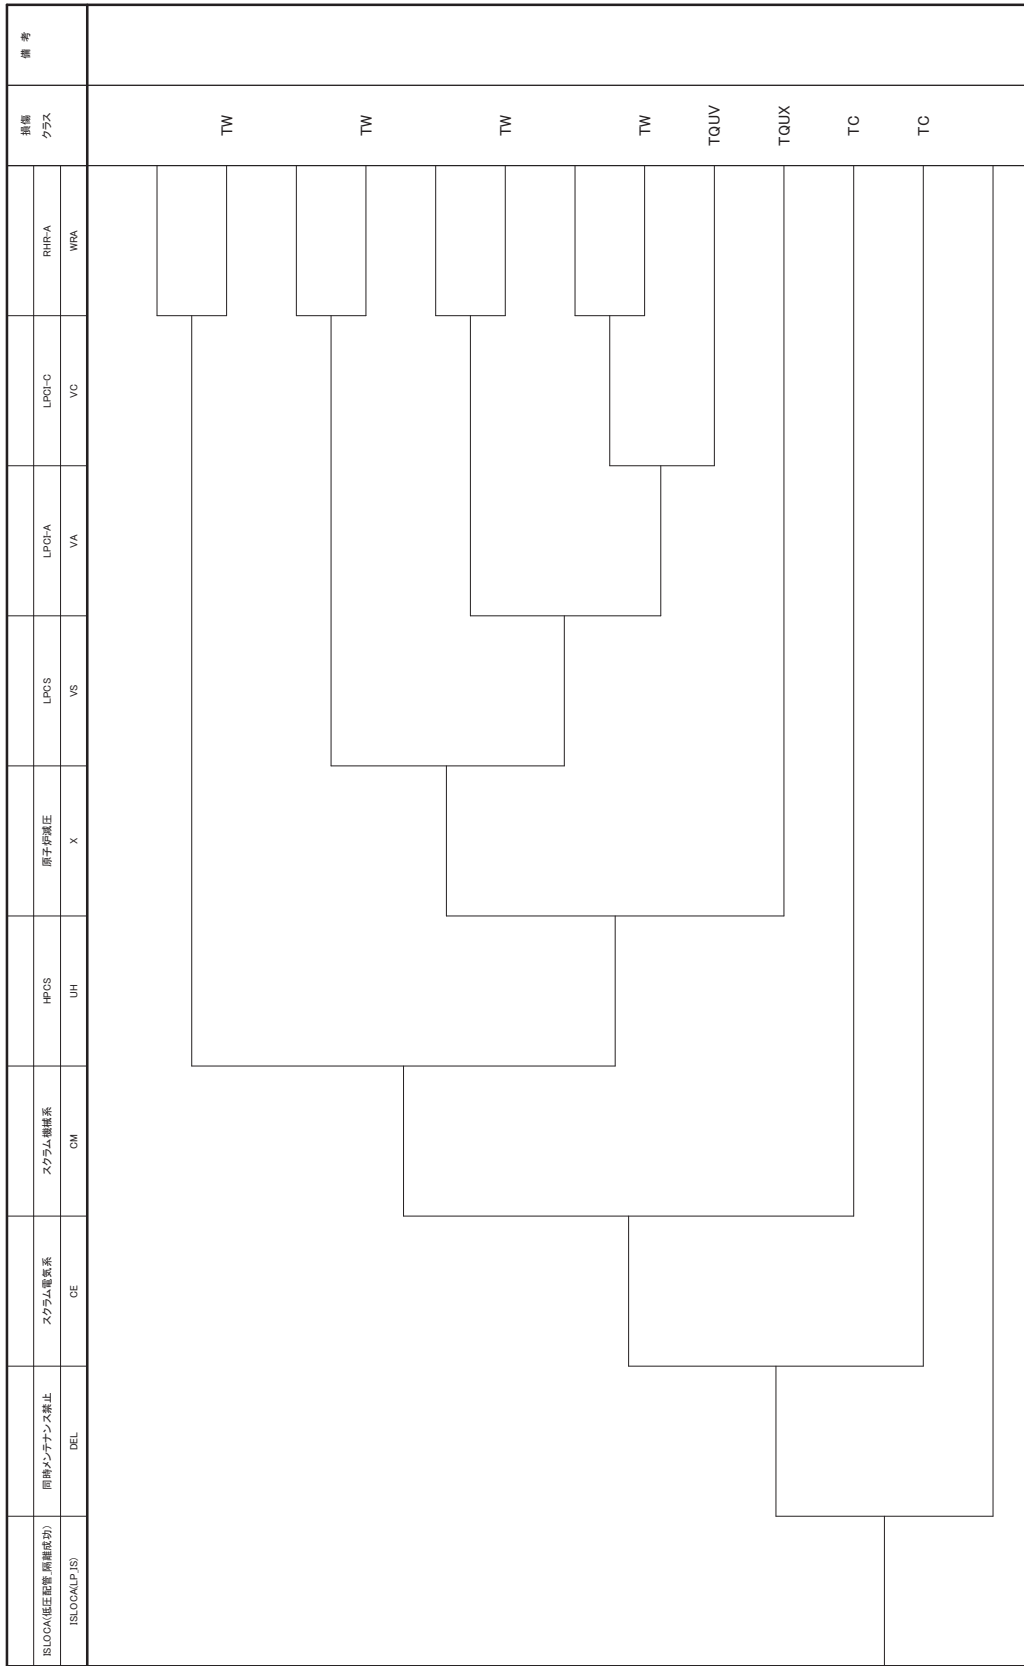 ISLOCA(低圧配管_隔離成功)
同時メンテナンス禁止
スクラム電気系
スクラム機械系
HPCS
原子炉減圧
LPCS
LPCI-A
LPCI-C
RHR-A
損傷
クラス
備 考
ISLOCA(LP_IS)
DEL
CE
CM
UH
X
VS
VA
VC
WRA
TW
TW
TW
TW
TQUV
TQUX
TC
TC